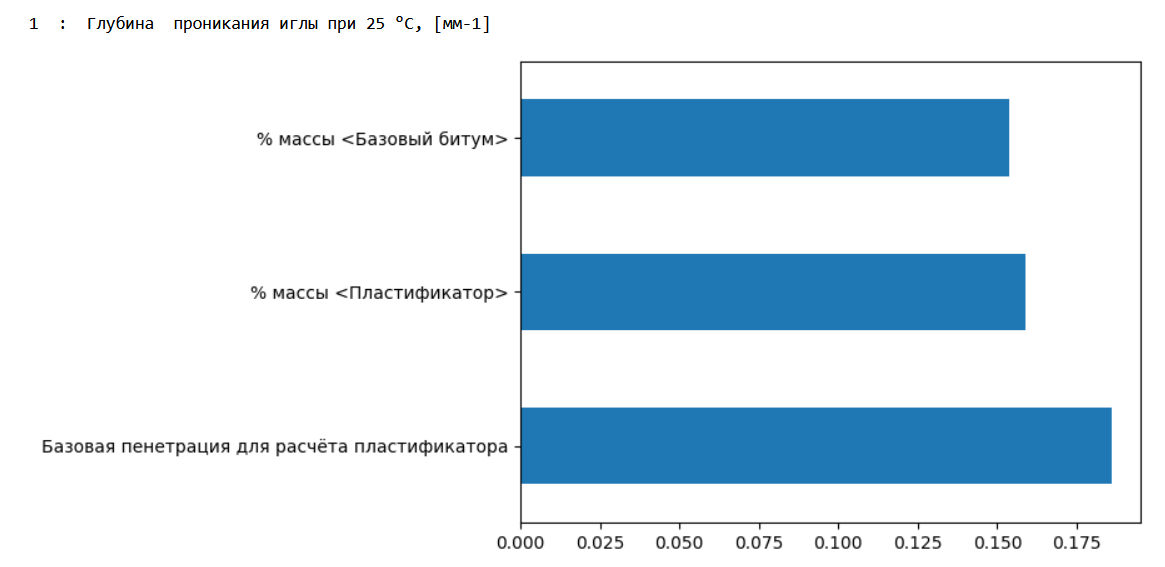 1 : Глубина проникания иглы при 25 ºС, [мм-1]
% массы <Базовый битум>
% массы <Пластификатор>
Базовая пенетрация для расчёта пластификатора
0.000 0.025 0.050 0.075 0.100 0.125 0.150 0.175